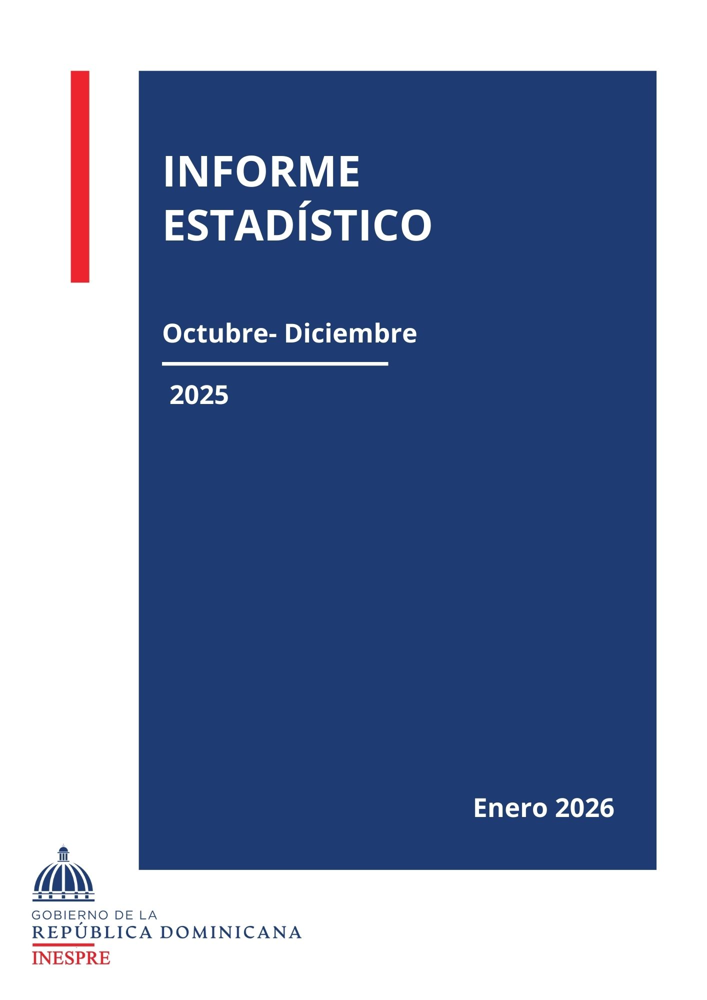 INFORME
ESTADÍSTICO
Octubre- Diciembre
2025
Enero 2026
GOBIERNO DE LA
REPÚBLICA DOMINICANA
INESPRE